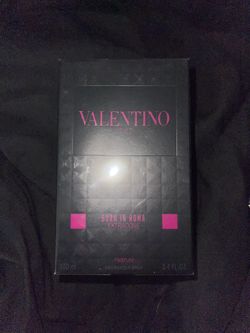 VALENTINO
BORN IN ROMA
EXTRADOSE
PARFUM
100 ml
3.4 FL.OZ.